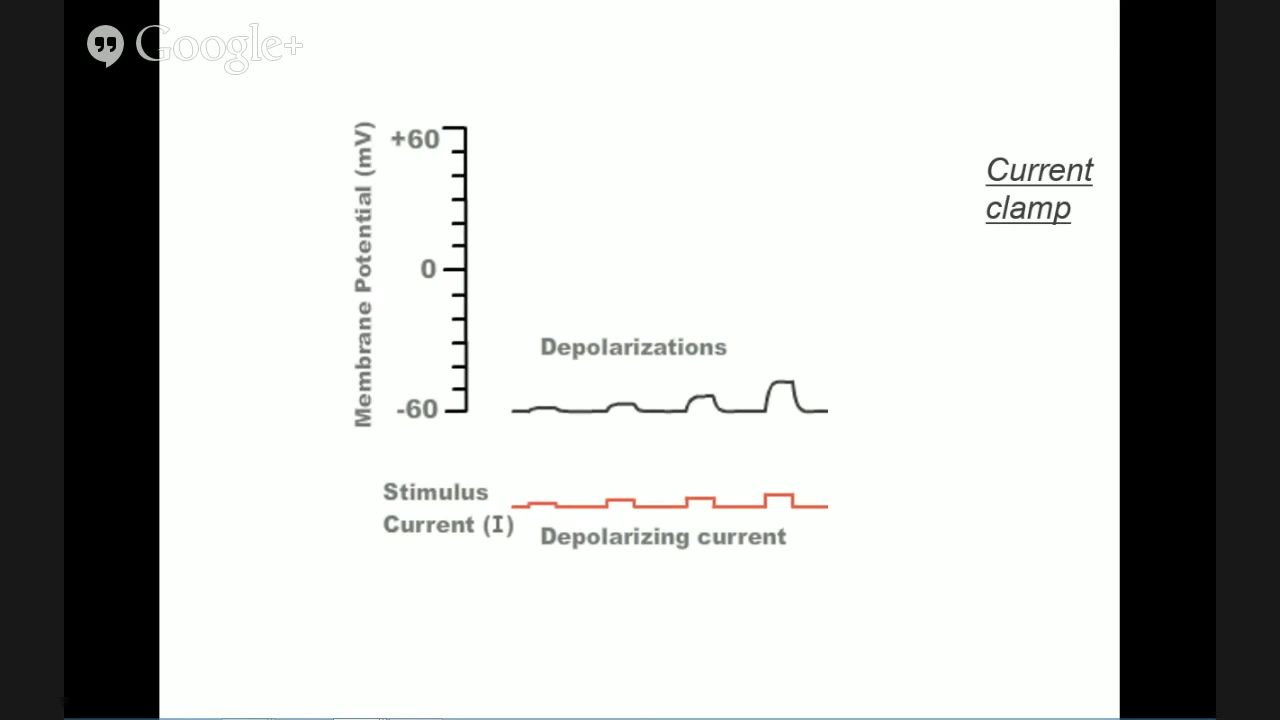 Google+
Membrane Potential (mV)
+60
0
-60
Current
clamp
Depolarizations
Stimulus
Current (I)
Depolarizing current